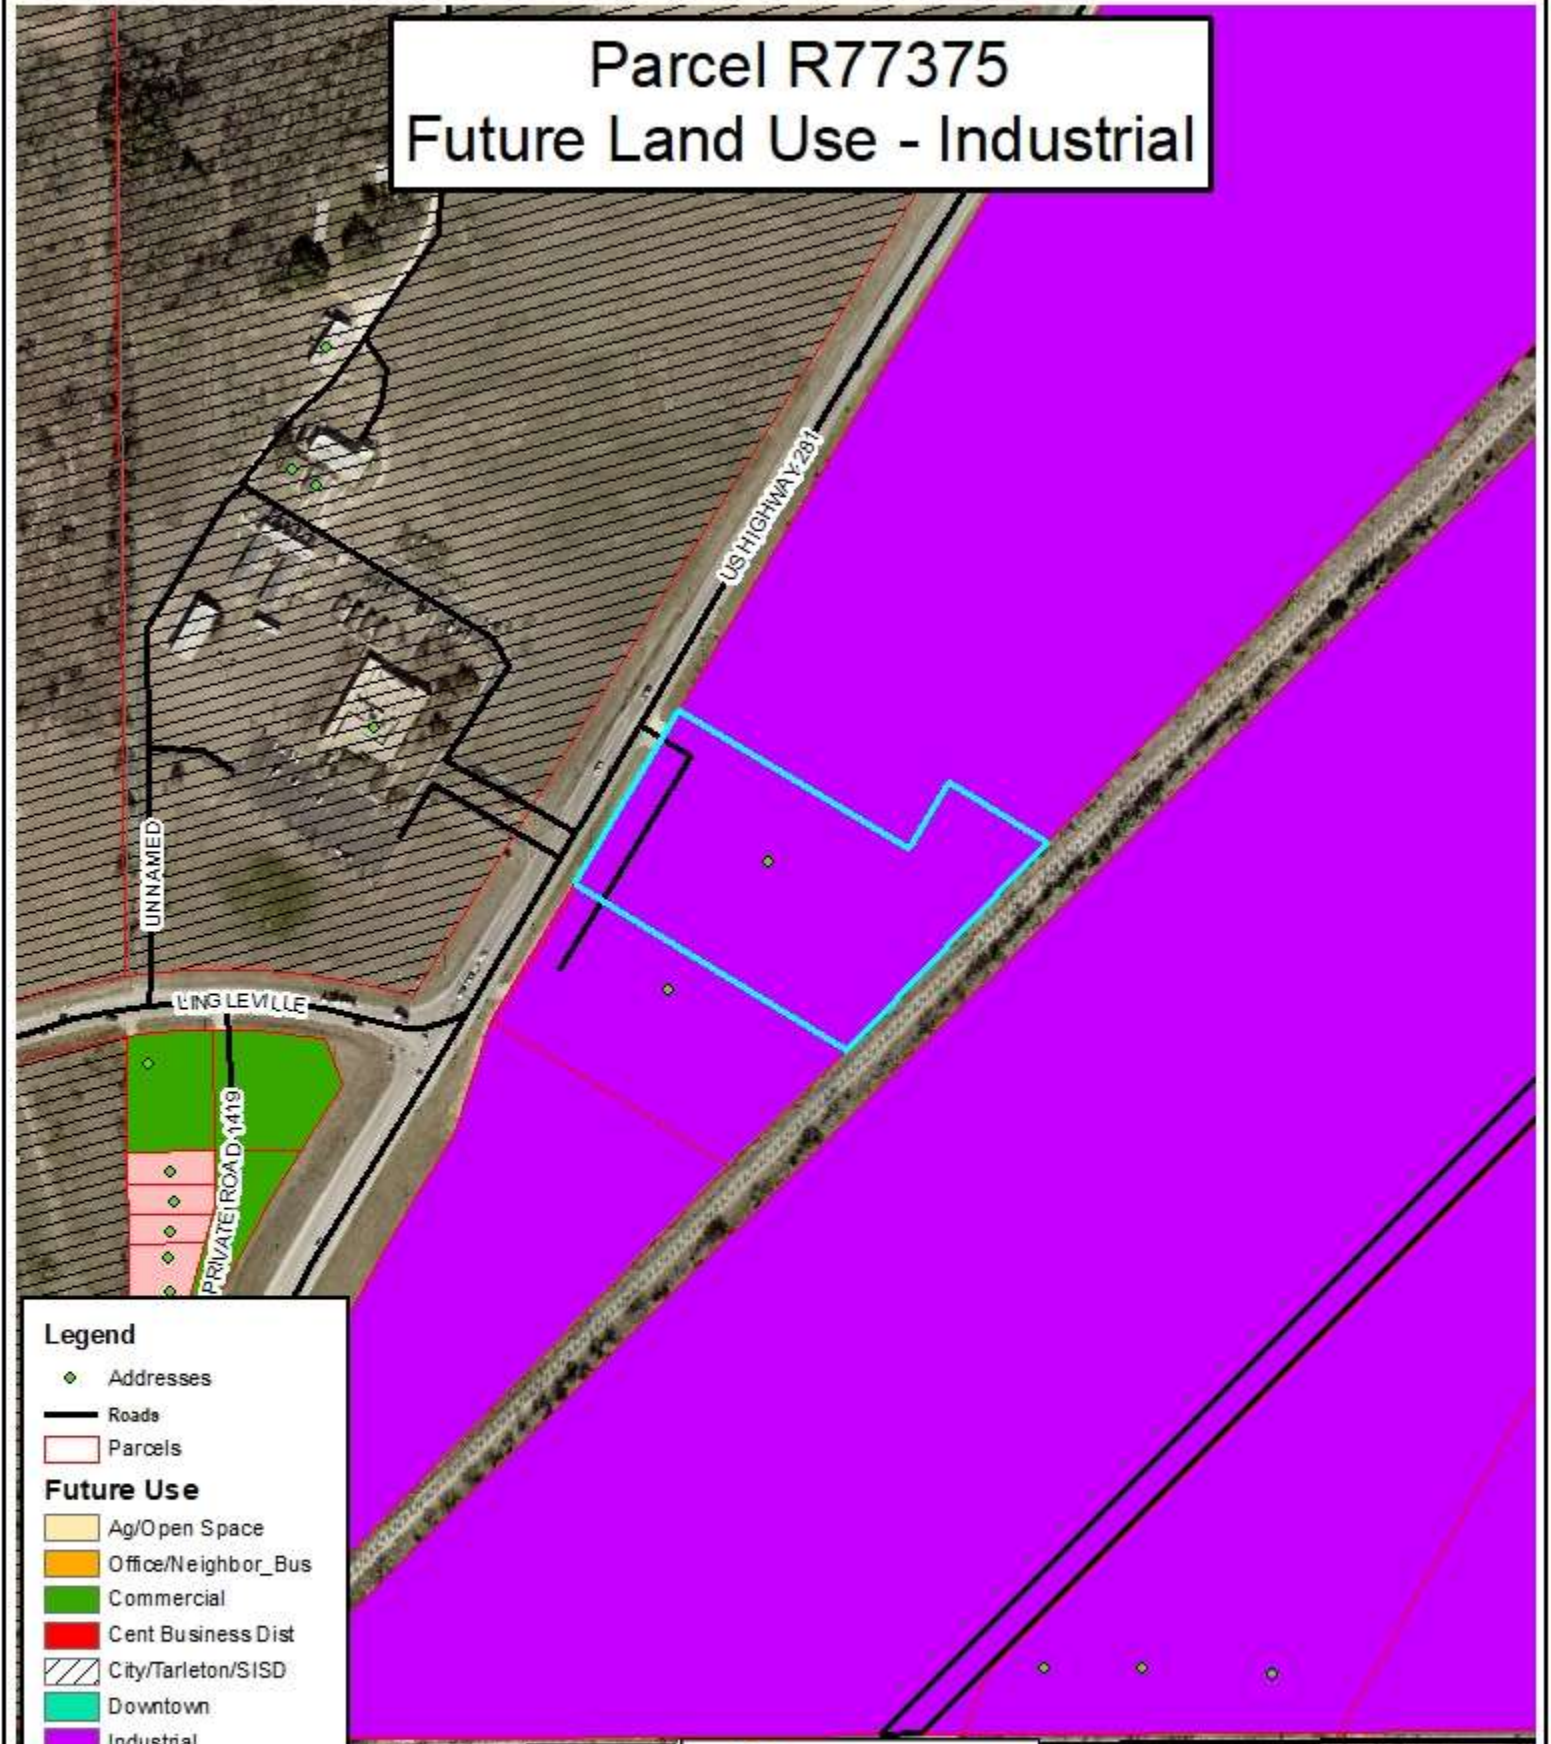 Parcel R77375
Future Land Use - Industrial
US HIGHWAY 281
UNNAMED
LINGLEVILLE
PRIVATE ROAD 1419
Legend
Addresses
Roads
Parcels
Future Use
Ag/Open Space
Office/Neighbor_Bus
Commercial
Cent Business Dist
City/Tarleton/SISD
Downtown
Industrial